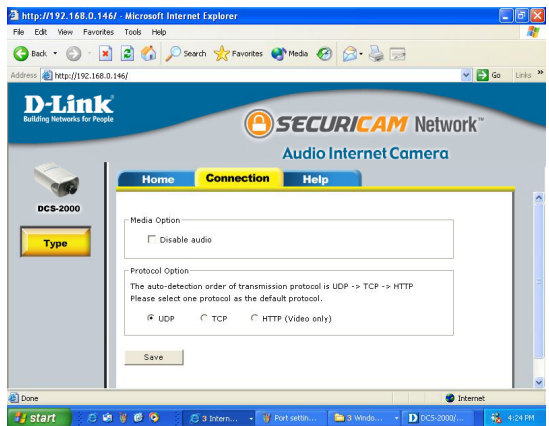 http://192.168.0.146/ - Microsoft Internet Explorer
File Edit View Favorites Tools Help
Back Search Favorites Media
Address http://192.168.0.146/ Go Links »
D-Link®
Building Networks for People
SECURICAM Network™
Audio Internet Camera
Home Connection Help
DCS-2000
Type
Media Option
Disable audio
Protocol Option
The auto-detection order of transmission protocol is UDP -> TCP -> HTTP
Please select one protocol as the default protocol.
UDP TCP HTTP (Video only)
Save
Done Internet
start 3 Intern... Port settin... 3 Windo... DCS-2000/... 4:24 PM